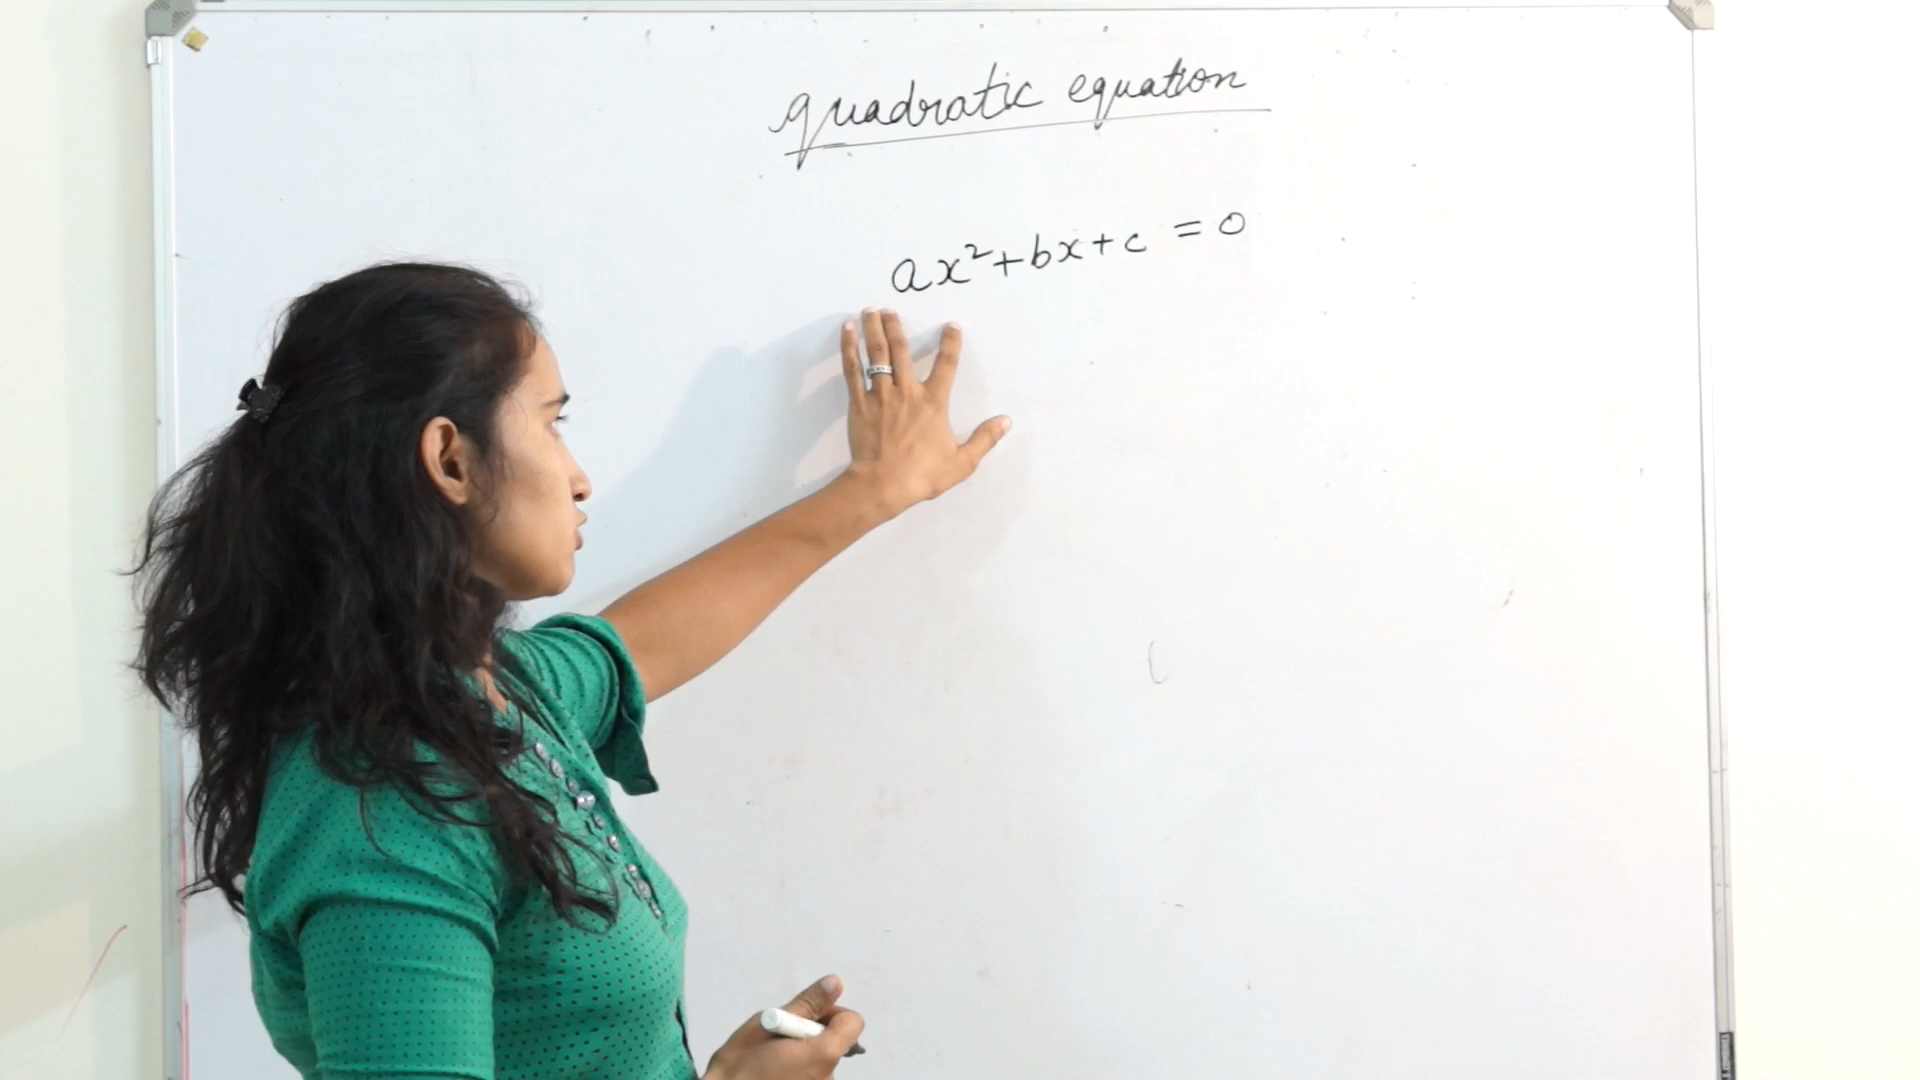 quadratic equation
ax²+bx+c = 0